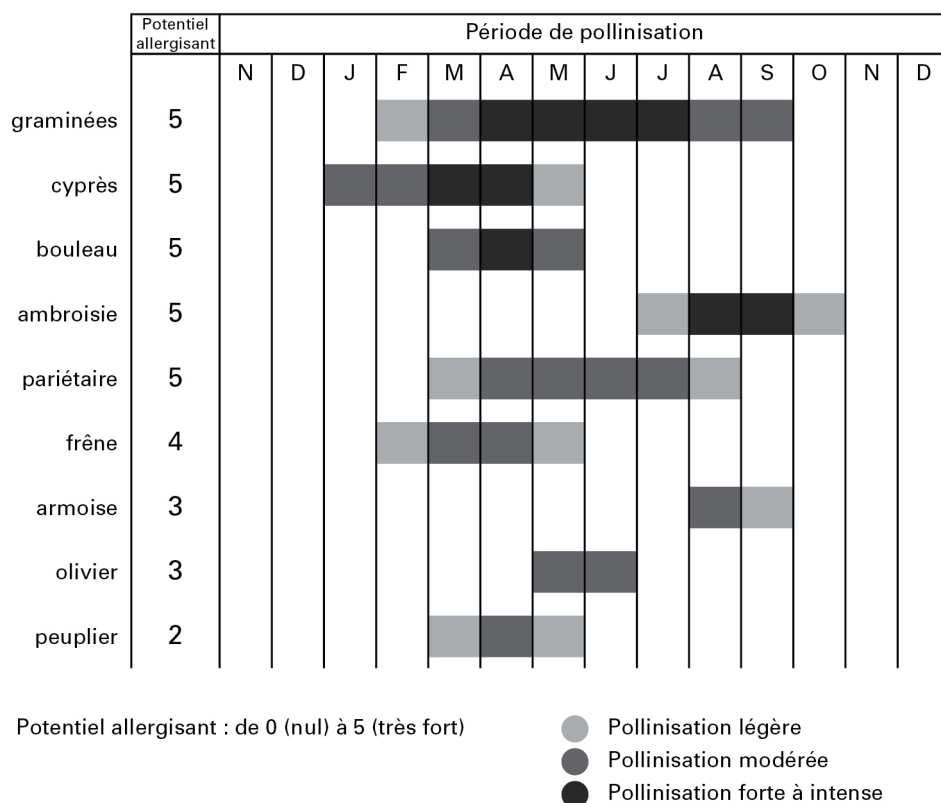 Potentiel allergisant Période de pollinisation
N D J F M A M J J A S O N D
graminées 5
cyprès 5
bouleau 5
ambroisie 5
pariétaire 5
frêne 4
armoise 3
olivier 3
peuplier 2
Potentiel allergisant : de 0 (nul) à 5 (très fort)
Pollinisation légère
Pollinisation modérée
Pollinisation forte à intense